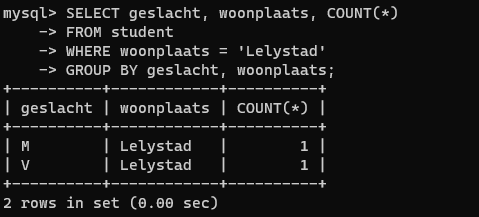 mysql> SELECT geslacht, woonplaats, COUNT(*)
    -> FROM student
    -> WHERE woonplaats = 'Lelystad'
    -> GROUP BY geslacht, woonplaats;
+----------+------------+----------+
| geslacht | woonplaats | COUNT(*) |
+----------+------------+----------+
| M        | Lelystad   |        1 |
| V        | Lelystad   |        1 |
+----------+------------+----------+
2 rows in set (0.00 sec)